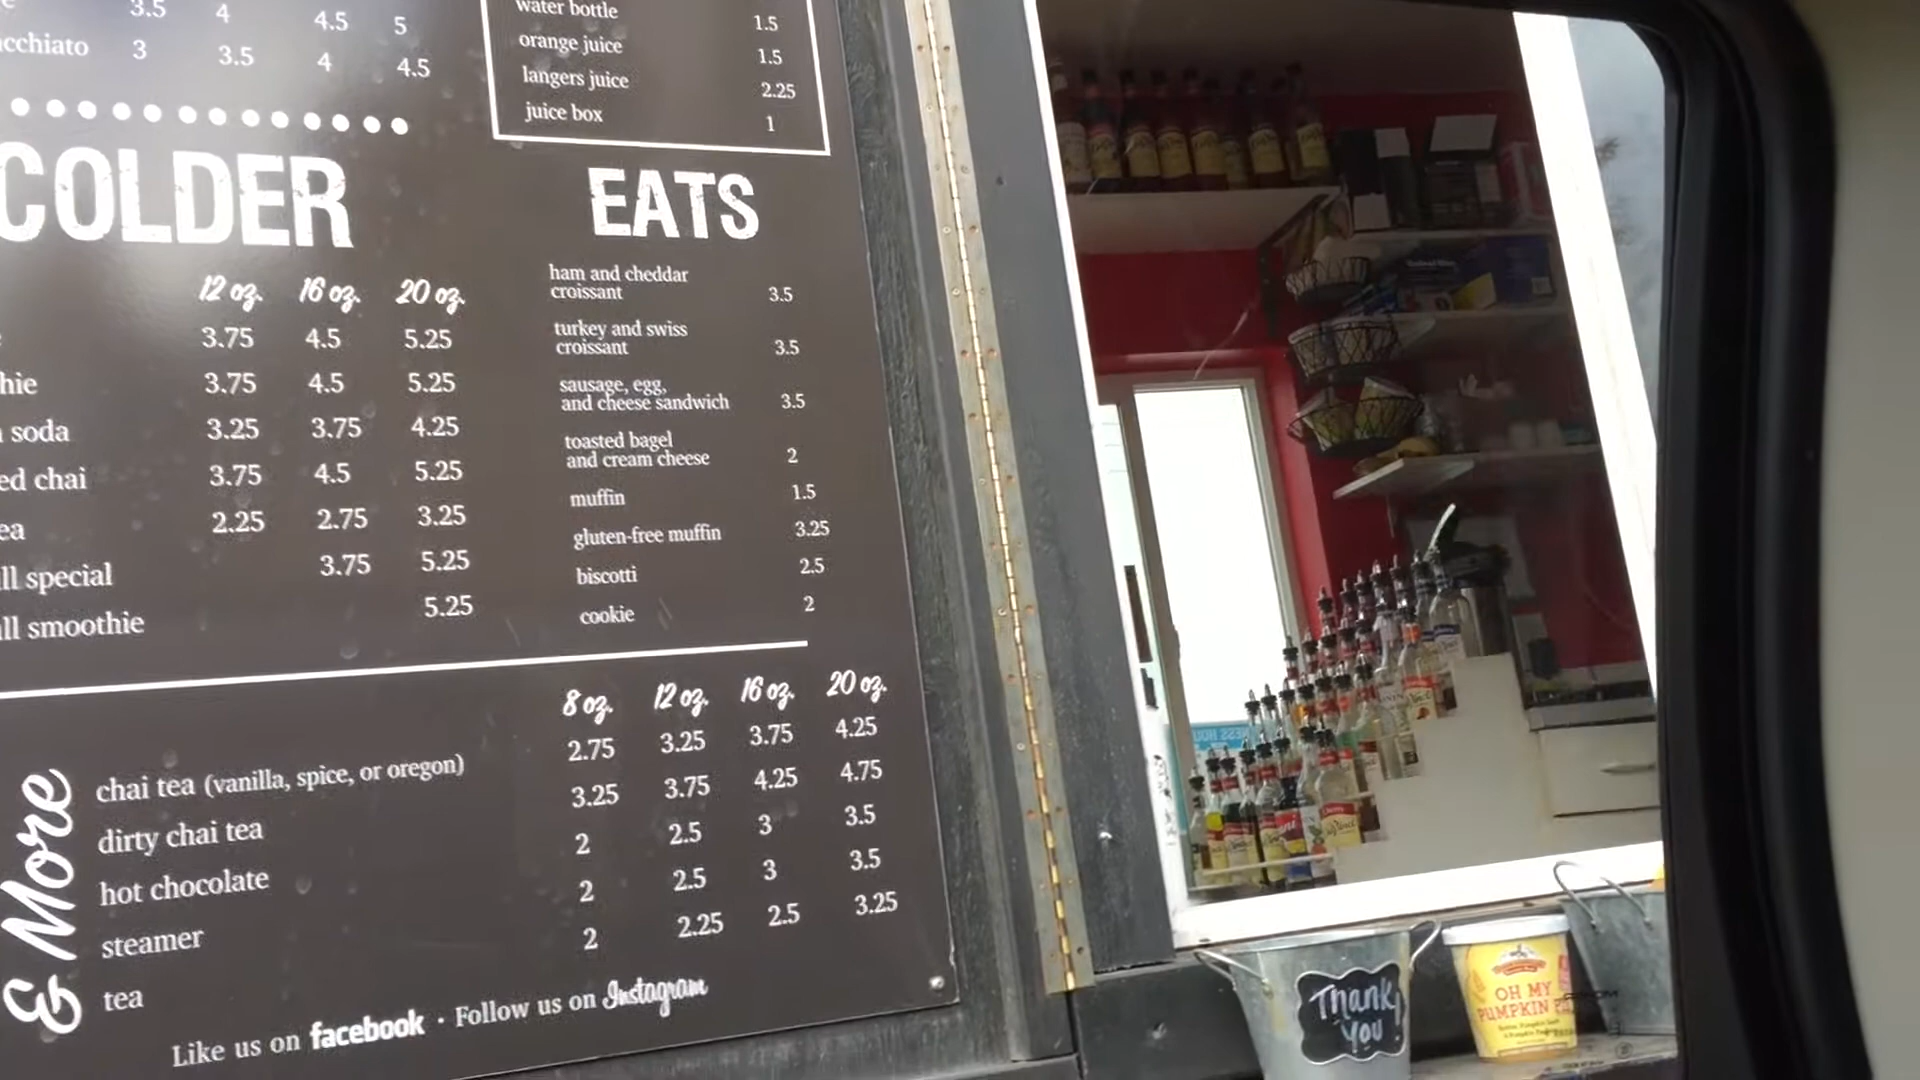 3.5 4 4.5 5
cchiato 3 3.5 4 4.5
water bottle 1.5
orange juice 1.5
langers juice 2.25
juice box 1
COLDER
12 oz. 16 oz. 20 oz.
3.75 4.5 5.25
hie 3.75 4.5 5.25
soda 3.25 3.75 4.25
ed chai 3.75 4.5 5.25
ea 2.25 2.75 3.25
ll special 3.75 5.25
ll smoothie 5.25
EATS
ham and cheddar
croissant 3.5
turkey and swiss
croissant 3.5
sausage, egg,
and cheese sandwich 3.5
toasted bagel
and cream cheese 2
muffin 1.5
gluten-free muffin 3.25
biscotti 2.5
cookie 2
& More
8 oz. 12 oz. 16 oz. 20 oz.
chai tea (vanilla, spice, or oregon) 2.75 3.25 3.75 4.25
dirty chai tea 3.25 3.75 4.25 4.75
hot chocolate 2 2.5 3 3.5
steamer 2 2.5 3 3.5
tea 2 2.25 2.5 3.25
Like us on facebook · Follow us on Instagram
Thank
You!
OH MY
PUMPKIN